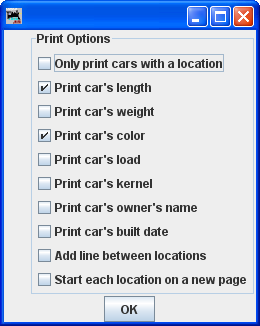 Print Options
Only print cars with a location
Print car's length
Print car's weight
Print car's color
Print car's load
Print car's kernel
Print car's owner's name
Print car's built date
Add line between locations
Start each location on a new page
OK